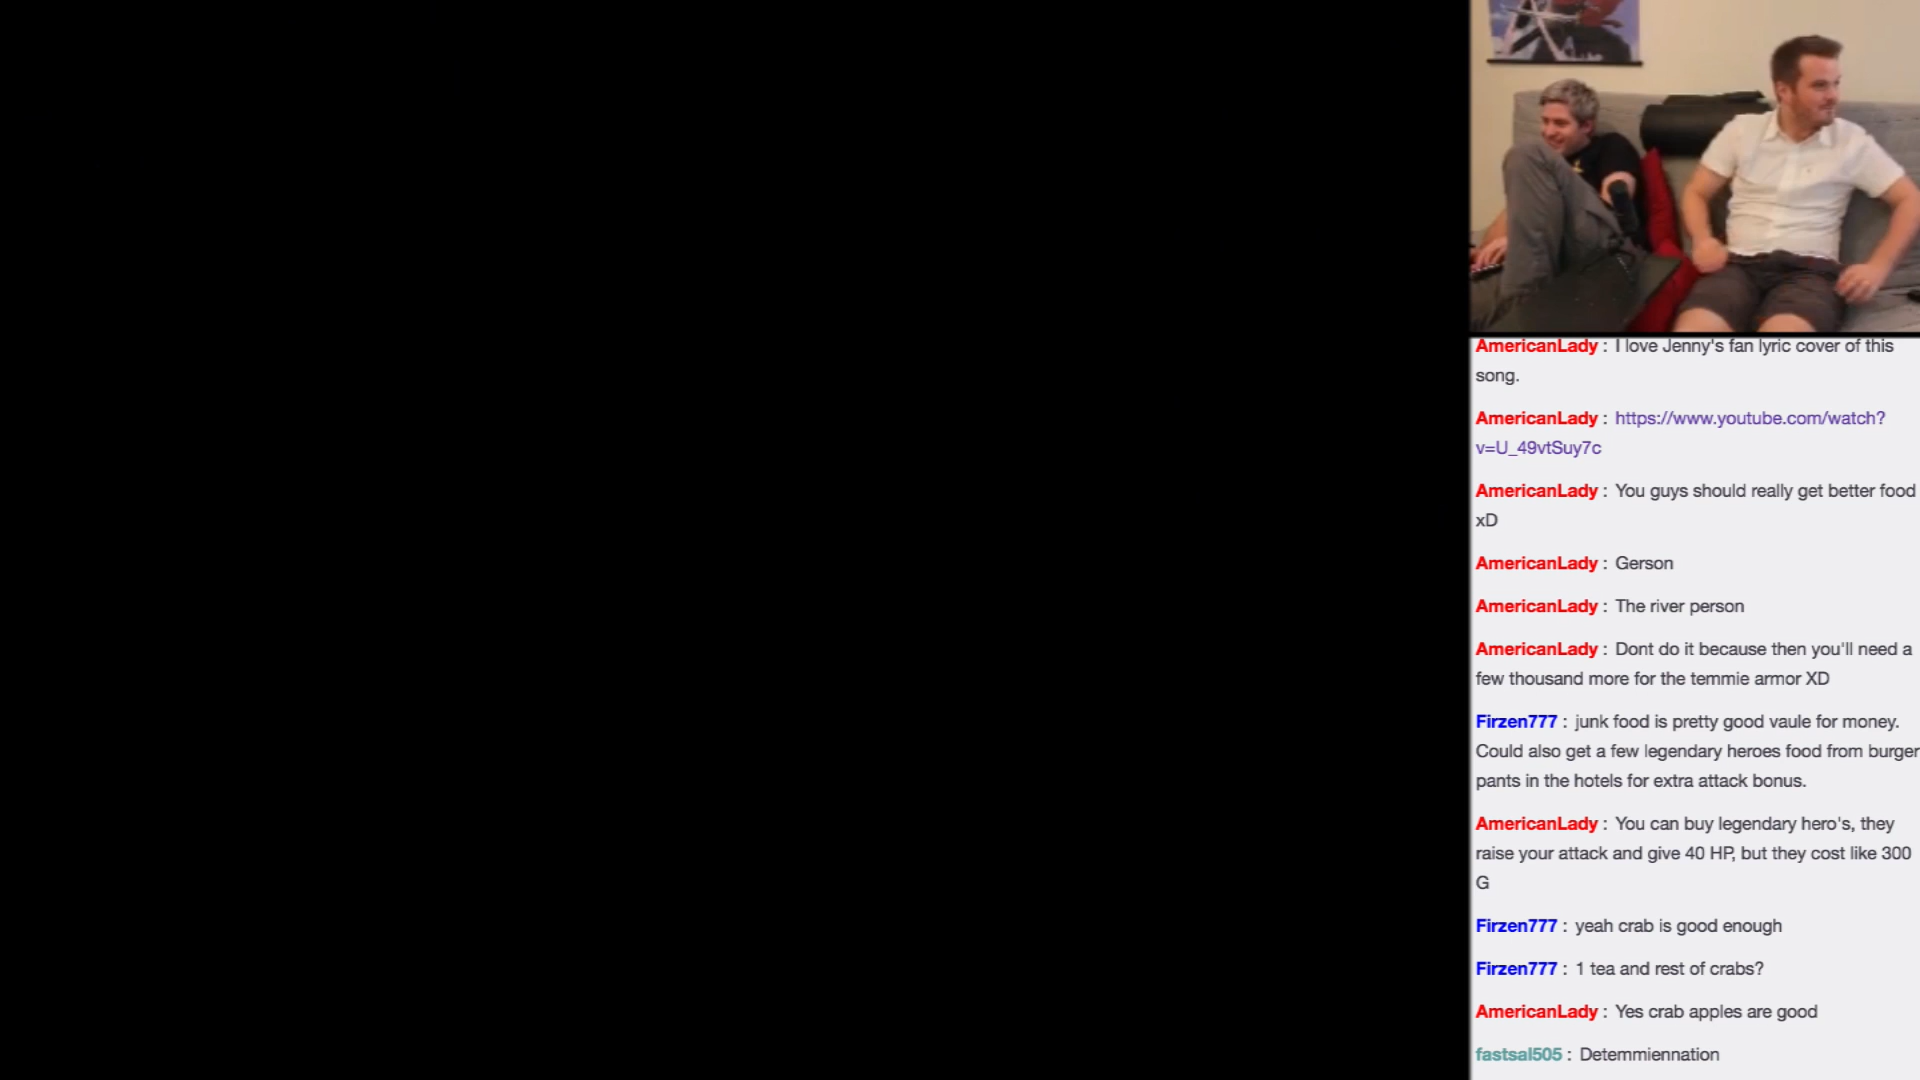 AmericanLady : I love Jenny's fan lyric cover of this
song.
AmericanLady : https://www.youtube.com/watch?
v=U_49vtSuy7c
AmericanLady : You guys should really get better food
xD
AmericanLady : Gerson
AmericanLady : The river person
AmericanLady : Dont do it because then you'll need a
few thousand more for the temmie armor XD
Firzen777 : junk food is pretty good vaule for money.
Could also get a few legendary heroes food from burger
pants in the hotels for extra attack bonus.
AmericanLady : You can buy legendary hero's, they
raise your attack and give 40 HP, but they cost like 300
G
Firzen777 : yeah crab is good enough
Firzen777 : 1 tea and rest of crabs?
AmericanLady : Yes crab apples are good
fastsal505 : Detemmiennation